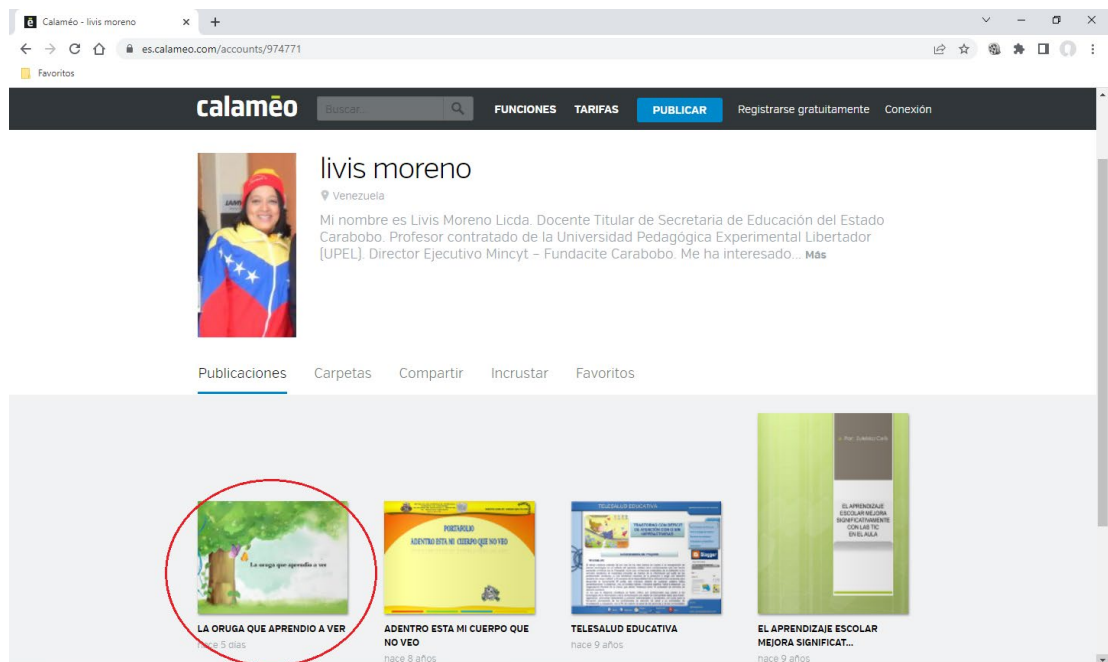 Calaméo - livis moreno
es.calameo.com/accounts/974771
Favoritos
calamēo
Buscar...
FUNCIONES
TARIFAS
PUBLICAR
Registrarse gratuitamente
Conexión
livis moreno
Venezuela
Mi nombre es Livis Moreno Licda. Docente Titular de Secretaria de Educación del Estado
Carabobo. Profesor contratado de la Universidad Pedagógica Experimental Libertador
(UPEL). Director Ejecutivo Mincyt – Fundacite Carabobo. Me ha interesado... Más
Publicaciones
Carpetas
Compartir
Incrustar
Favoritos
La oruga que aprendio a ver
LA ORUGA QUE APRENDIO A VER
hace 5 días
PORTAFOLIO
ADENTRO ESTA MI CUERPO QUE NO VEO
ADENTRO ESTA MI CUERPO QUE
NO VEO
hace 8 años
TELESALUD EDUCATIVA
Blogger
TELESALUD EDUCATIVA
hace 9 años
EL APRENDIZAJE
ESCOLAR MEJORA
SIGNIFICATIVAMENTE
CON LAS TIC
EN EL AULA
EL APRENDIZAJE ESCOLAR
MEJORA SIGNIFICAT...
hace 9 años